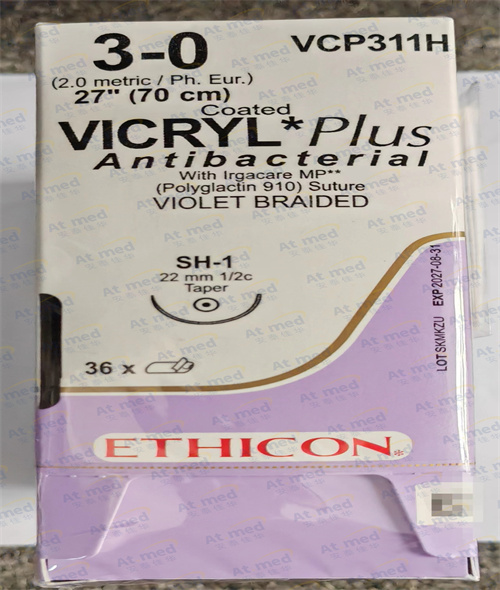 3-0
VCP311H
(2.0 metric / Ph. Eur.)
27" (70 cm)
Coated
VICRYL*Plus
Antibacterial
With Irgacare MP**
(Polyglactin 910) Suture
VIOLET BRAIDED
SH-1
22 mm 1/2c
Taper
36 x
LOT SKMKZU EXP 2027-08-31
ETHICON*
At med